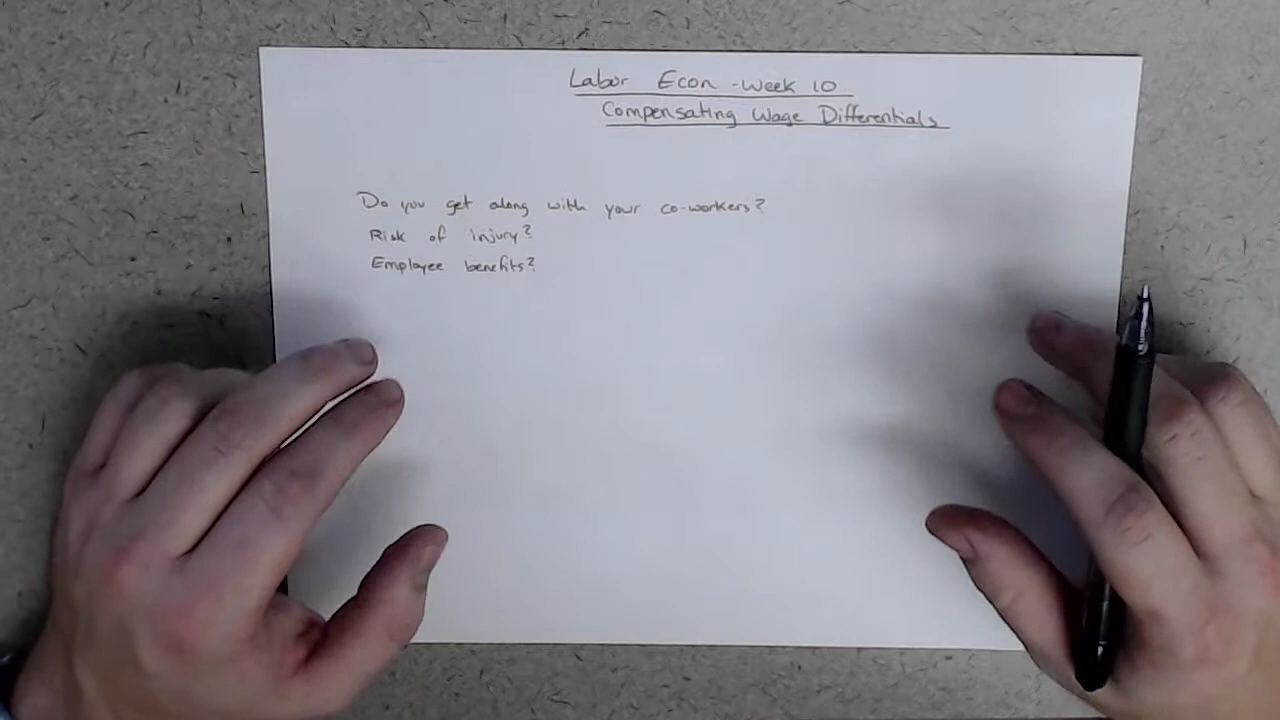 Labor Econ - Week 10
Compensating Wage Differentials
Do you get along with your co-workers?
Risk of injury?
Employee benefits?